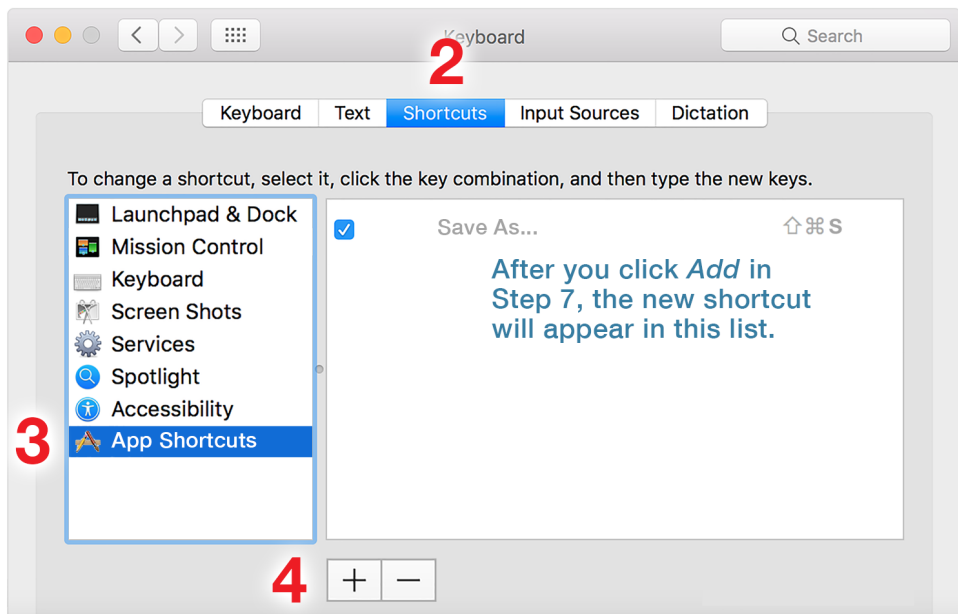 Keyboard
Search
2
Keyboard Text Shortcuts Input Sources Dictation
To change a shortcut, select it, click the key combination, and then type the new keys.
Launchpad & Dock
Mission Control
Keyboard
Screen Shots
Services
Spotlight
Accessibility
App Shortcuts
3
Save As... ⇧⌘S
After you click Add in
Step 7, the new shortcut
will appear in this list.
4
+ −